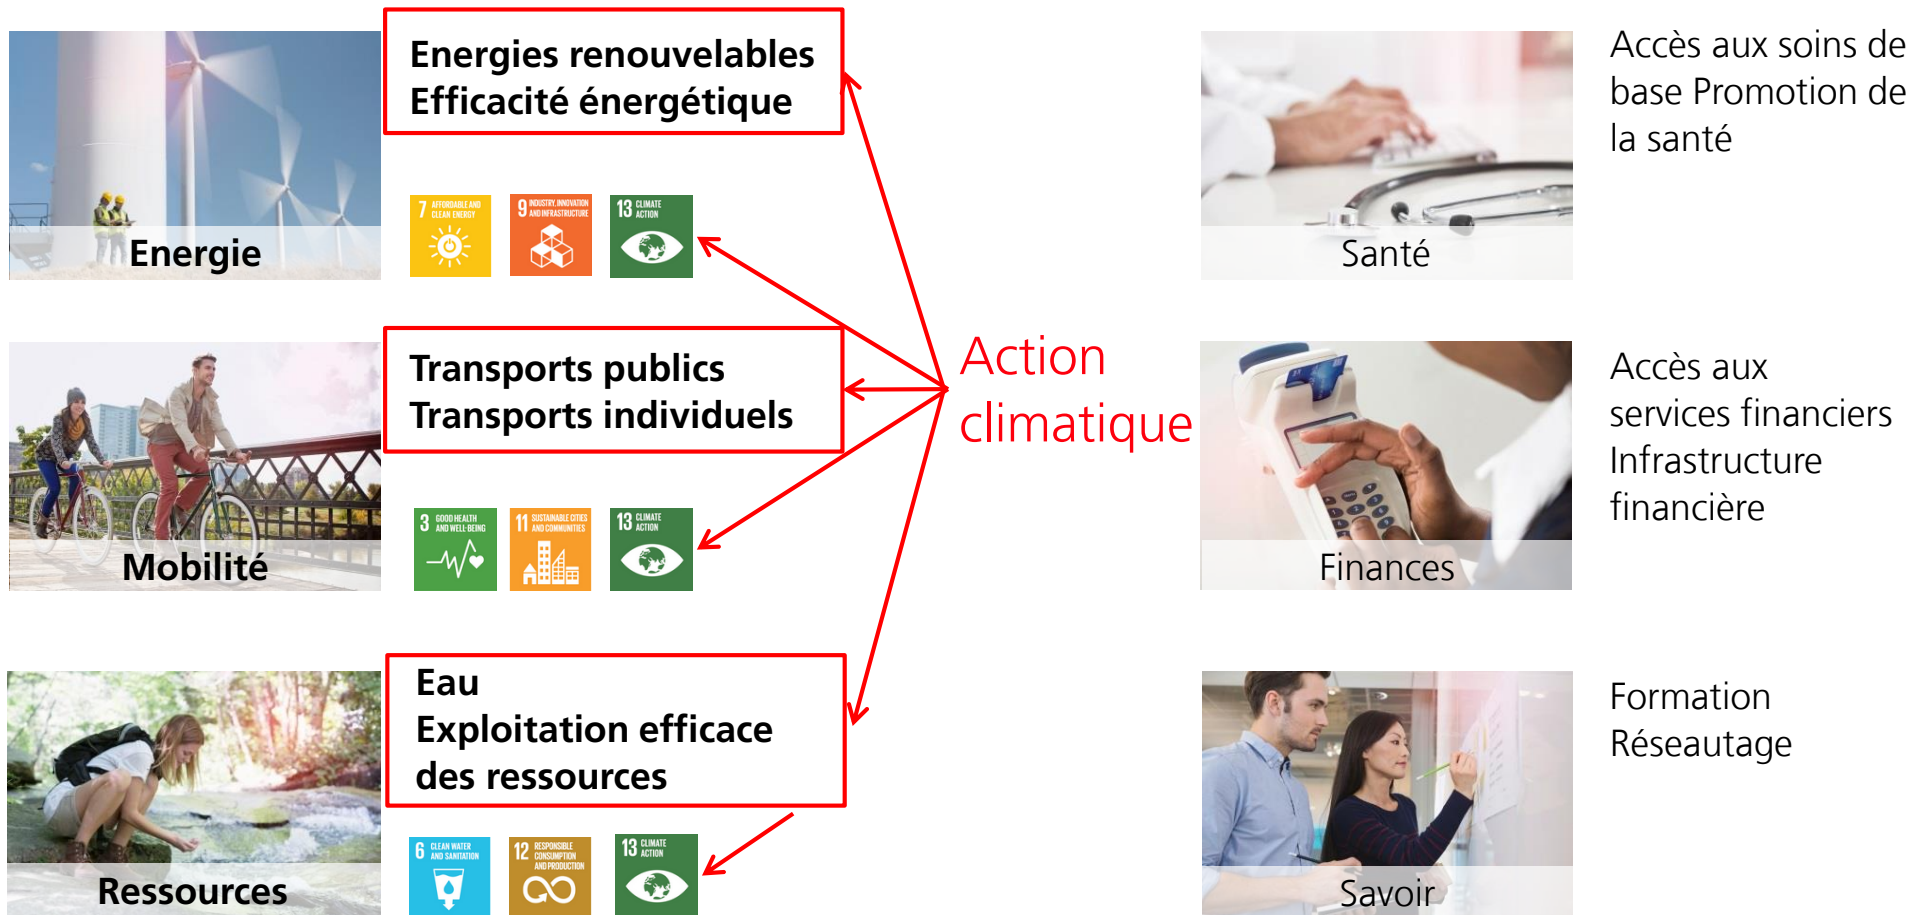 Energies renouvelables
Efficacité énergétique
7 AFFORDABLE AND
CLEAN ENERGY
9 INDUSTRY, INNOVATION
AND INFRASTRUCTURE
13 CLIMATE
ACTION
Energie
Transports publics
Transports individuels
3 GOOD HEALTH
AND WELL-BEING
11 SUSTAINABLE CITIES
AND COMMUNITIES
13 CLIMATE
ACTION
Mobilité
Eau
Exploitation efficace
des ressources
6 CLEAN WATER
AND SANITATION
12 RESPONSIBLE
CONSUMPTION
AND PRODUCTION
13 CLIMATE
ACTION
Ressources
Action
climatique
Accès aux soins de
base Promotion de
la santé
Santé
Accès aux
services financiers
Infrastructure
financière
Finances
Formation
Réseautage
Savoir